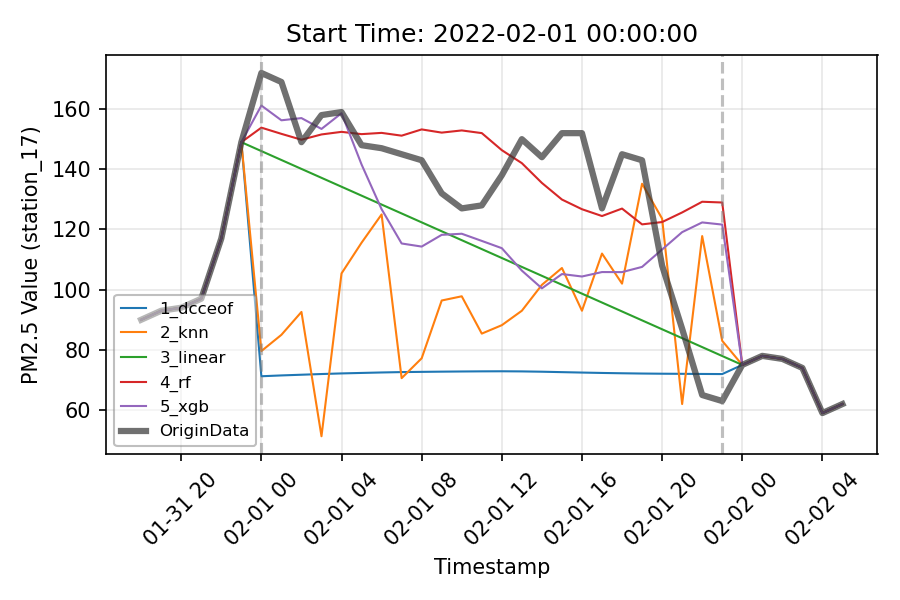 Start Time: 2022-02-01 00:00:00
PM2.5 Value (station_17)
160
140
120
100
80
60
1_dcceof
2_knn
3_linear
4_rf
5_xgb
OriginData
01-31 20
02-01 00
02-01 04
02-01 08
02-01 12
02-01 16
02-01 20
02-02 00
02-02 04
Timestamp